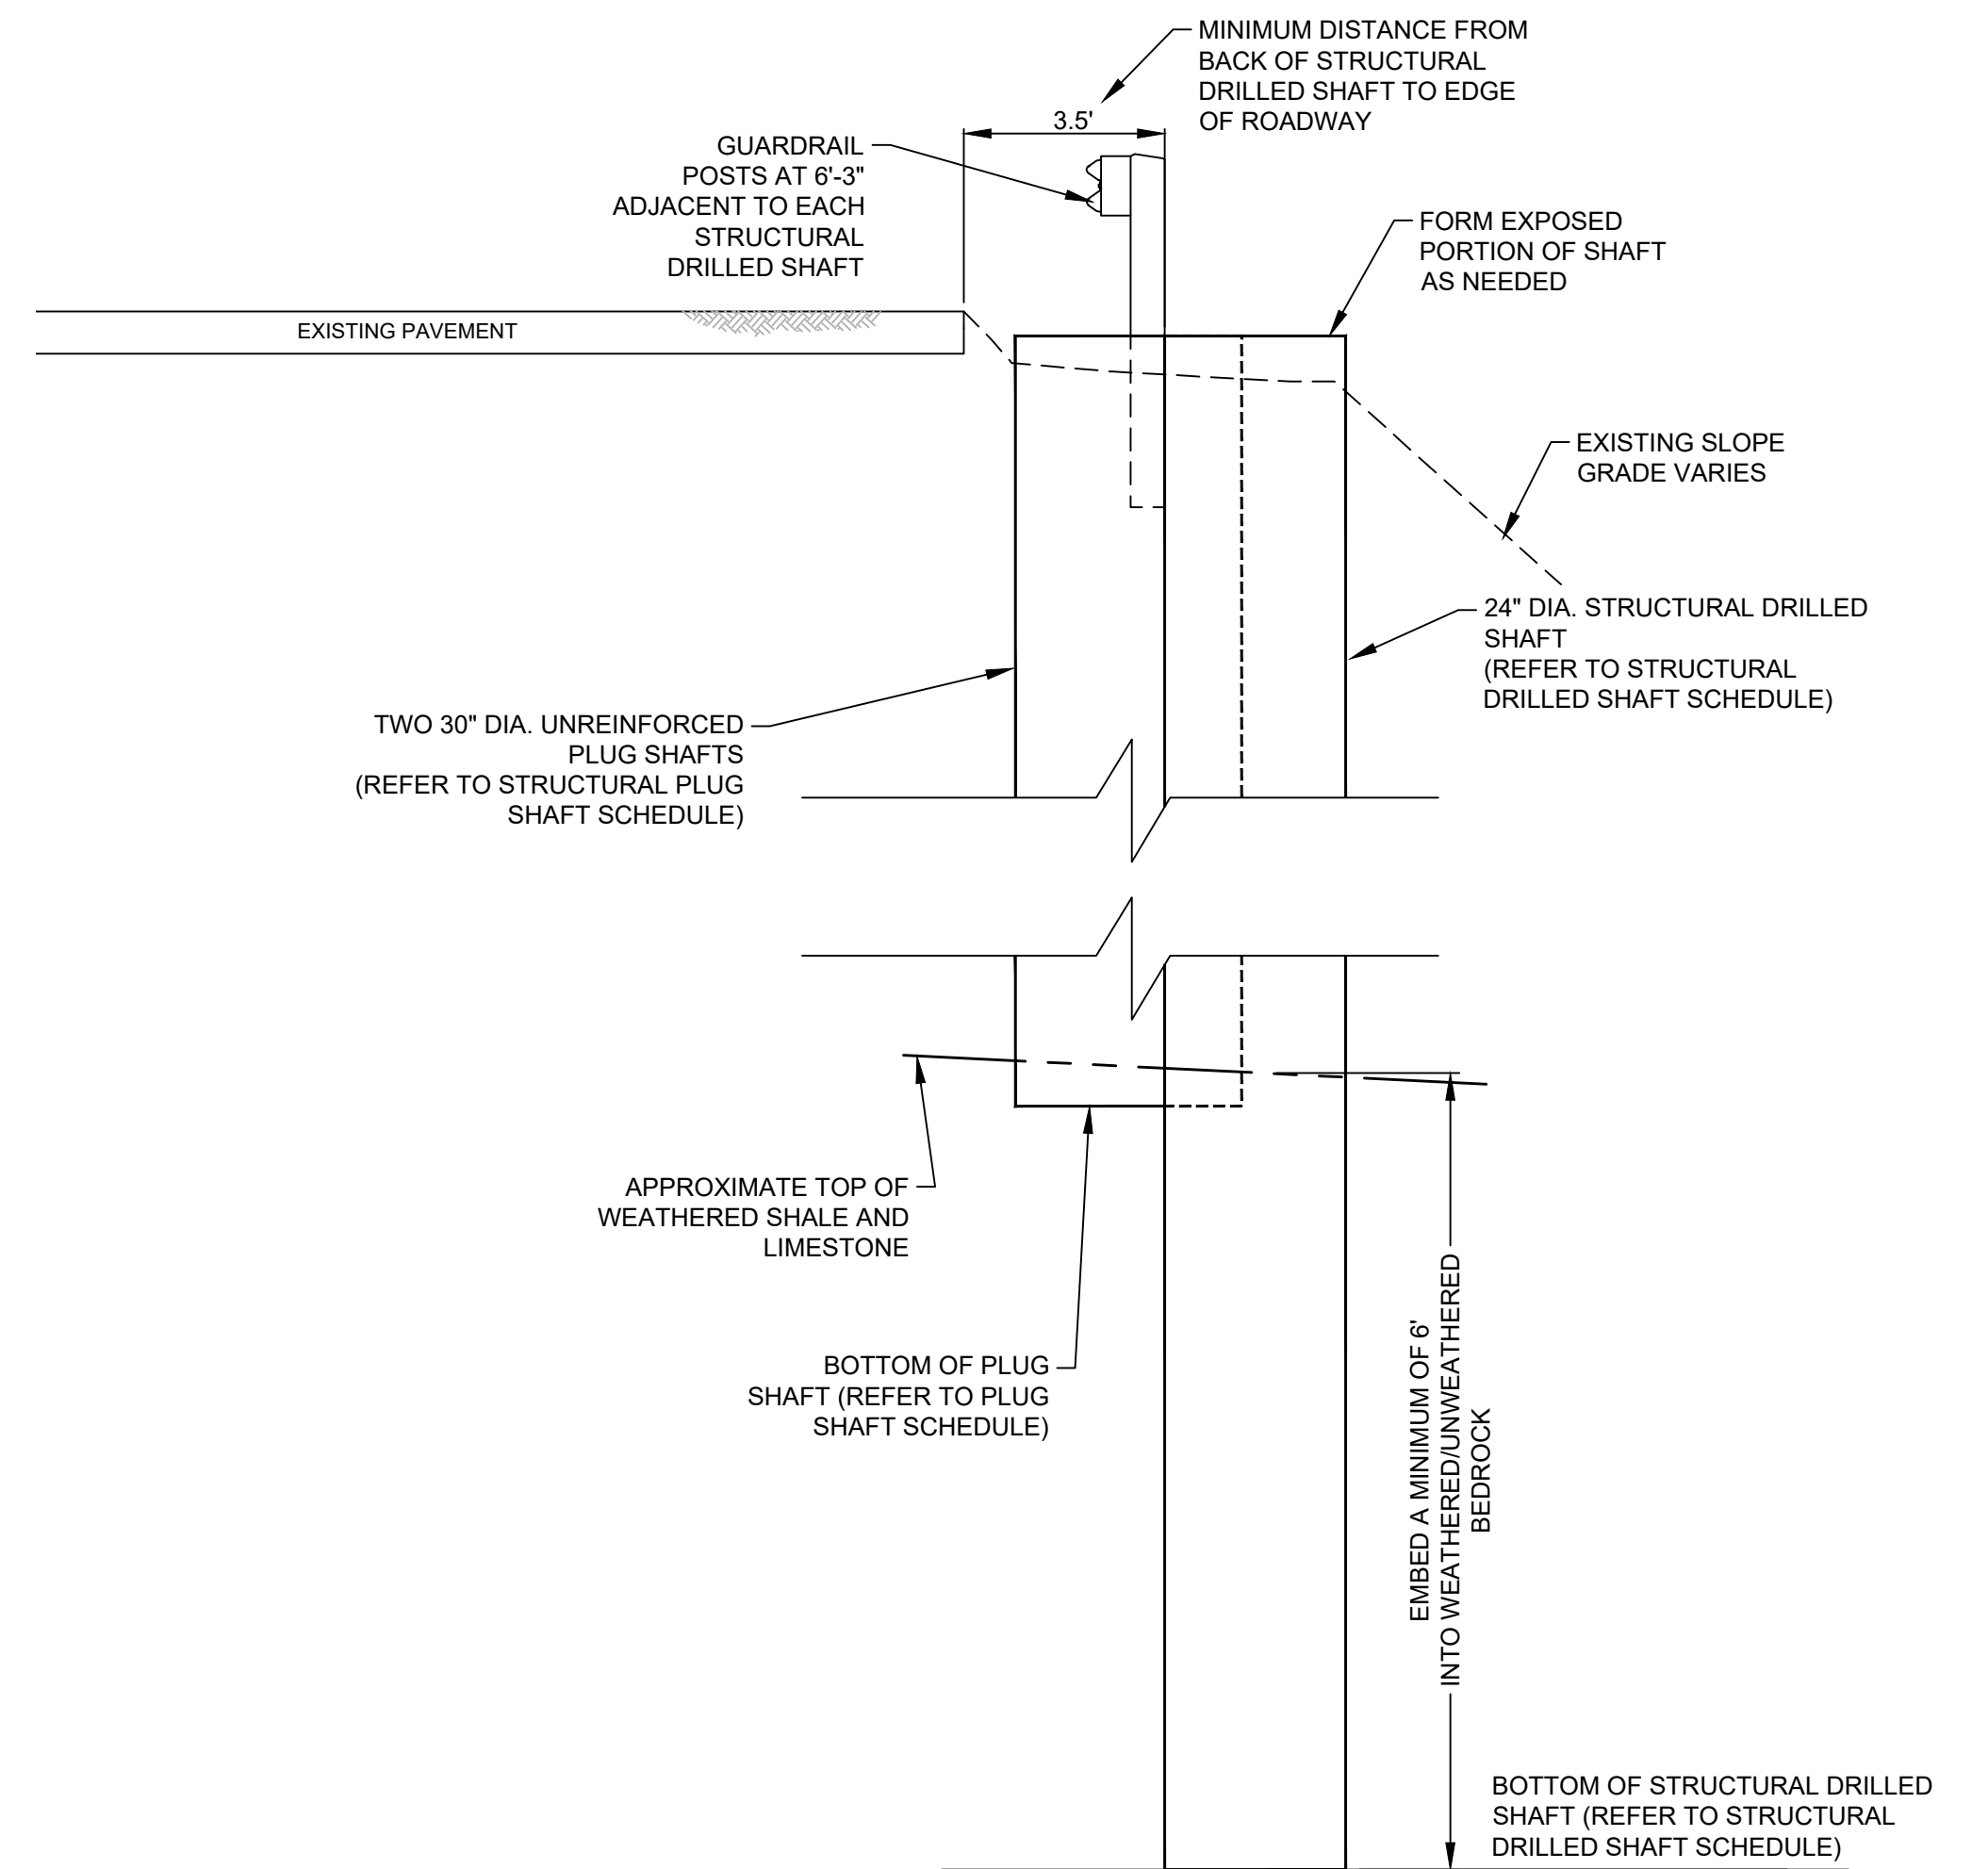 MINIMUM DISTANCE FROM
BACK OF STRUCTURAL
DRILLED SHAFT TO EDGE
OF ROADWAY
3.5'
GUARDRAIL
POSTS AT 6'-3"
ADJACENT TO EACH
STRUCTURAL
DRILLED SHAFT
FORM EXPOSED
PORTION OF SHAFT
AS NEEDED
EXISTING PAVEMENT
EXISTING SLOPE
GRADE VARIES
24" DIA. STRUCTURAL DRILLED
SHAFT
(REFER TO STRUCTURAL
DRILLED SHAFT SCHEDULE)
TWO 30" DIA. UNREINFORCED
PLUG SHAFTS
(REFER TO STRUCTURAL PLUG
SHAFT SCHEDULE)
APPROXIMATE TOP OF
WEATHERED SHALE AND
LIMESTONE
BOTTOM OF PLUG
SHAFT (REFER TO PLUG
SHAFT SCHEDULE)
EMBED A MINIMUM OF 6'
INTO WEATHERED/UNWEATHERED
BEDROCK
BOTTOM OF STRUCTURAL DRILLED
SHAFT (REFER TO STRUCTURAL
DRILLED SHAFT SCHEDULE)